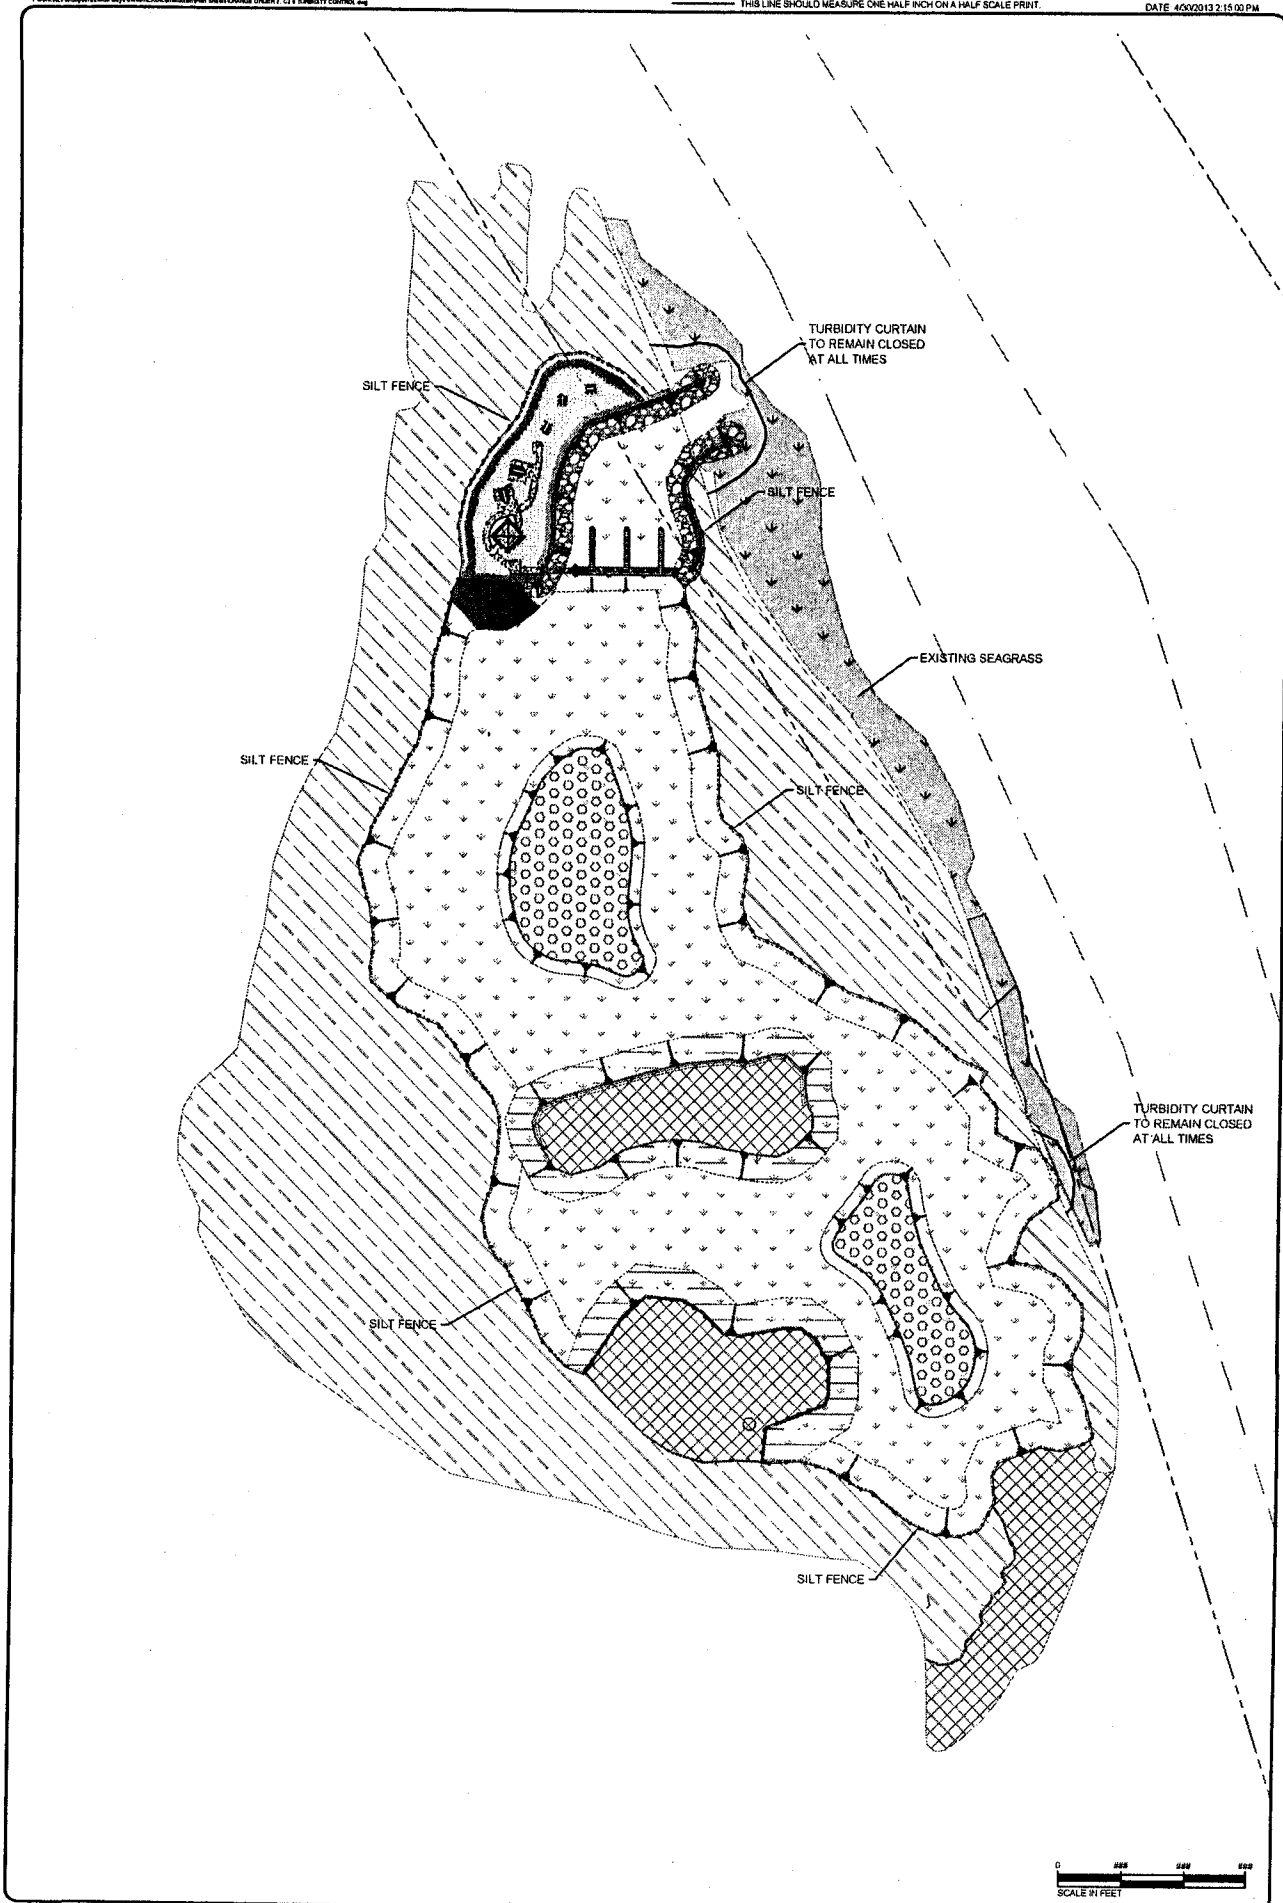 THIS LINE SHOULD MEASURE ONE HALF INCH ON A HALF SCALE PRINT.
DATE 4/30/2013 2:15:00 PM
TURBIDITY CURTAIN
TO REMAIN CLOSED
AT ALL TIMES
SILT FENCE
SILT FENCE
EXISTING SEAGRASS
SILT FENCE
SILT FENCE
TURBIDITY CURTAIN
TO REMAIN CLOSED
AT ALL TIMES
SILT FENCE
SILT FENCE
0 ### ### ###
SCALE IN FEET